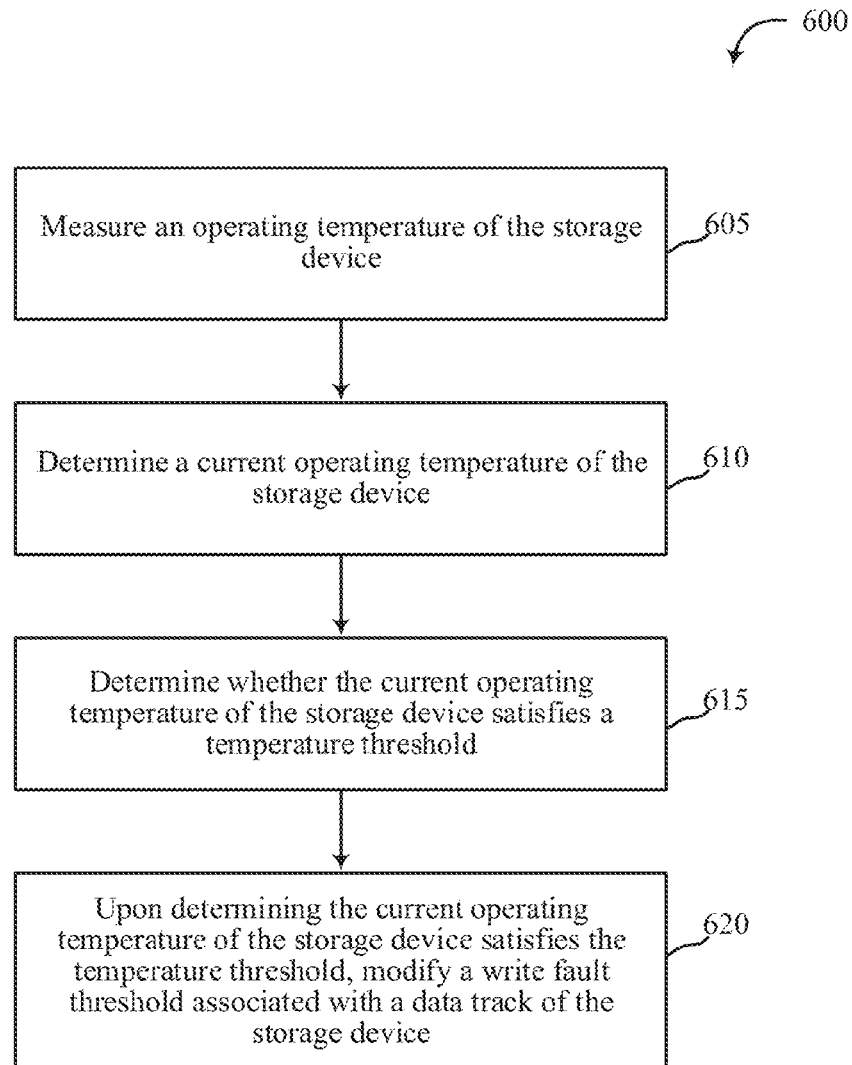 600
Measure an operating temperature of the storage
device
605
Determine a current operating temperature of the
storage device
610
Determine whether the current operating
temperature of the storage device satisfies a
temperature threshold
615
Upon determining the current operating
temperature of the storage device satisfies the
temperature threshold, modify a write fault
threshold associated with a data track of the
storage device
620